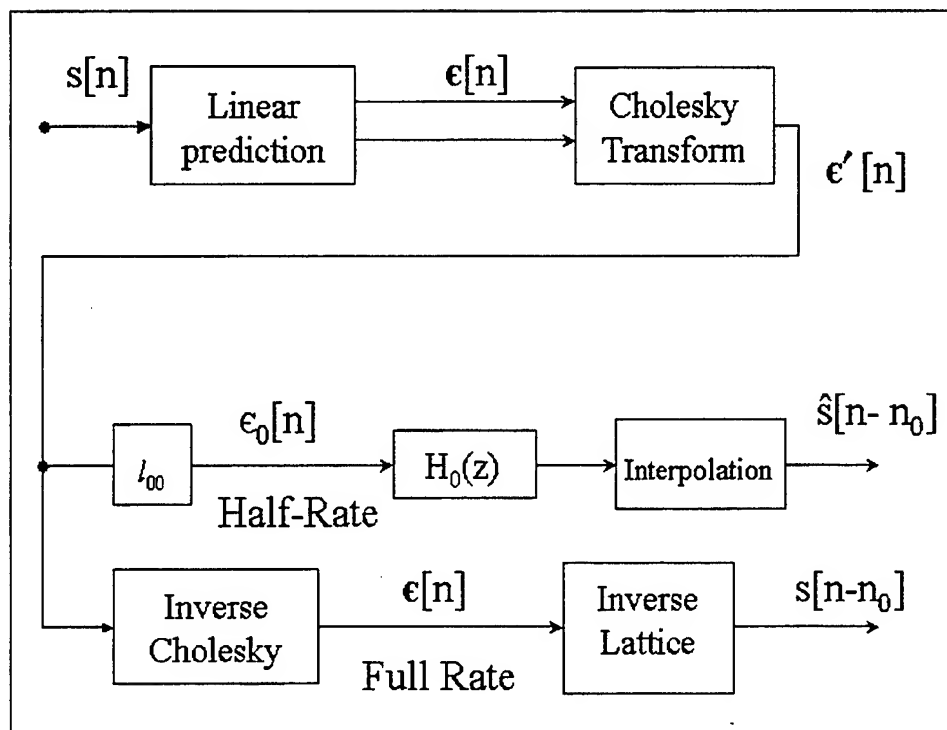 s[n]
Linear
prediction
ϵ[n]
Cholesky
Transform
ϵ′[n]
l₀₀
ϵ₀[n]
Half-Rate
H₀(z)
Interpolation
ŝ[n- n₀]
Inverse
Cholesky
ϵ[n]
Full Rate
Inverse
Lattice
s[n-n₀]